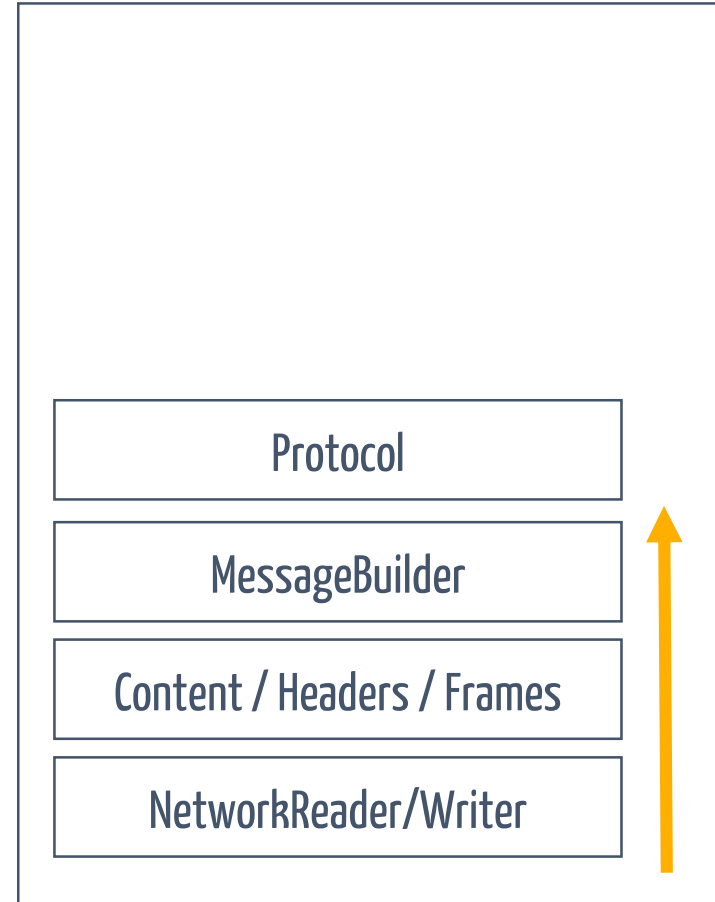 Protocol
MessageBuilder
Content / Headers / Frames
NetworkReader/Writer